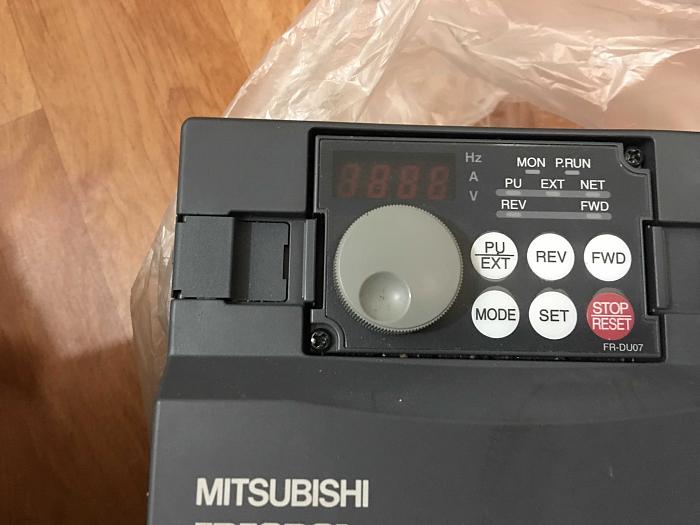 Hz
A
V
MON P.RUN
PU EXT NET
REV FWD
PU
EXT
REV
FWD
MODE
SET
STOP
RESET
FR-DU07
MITSUBISHI